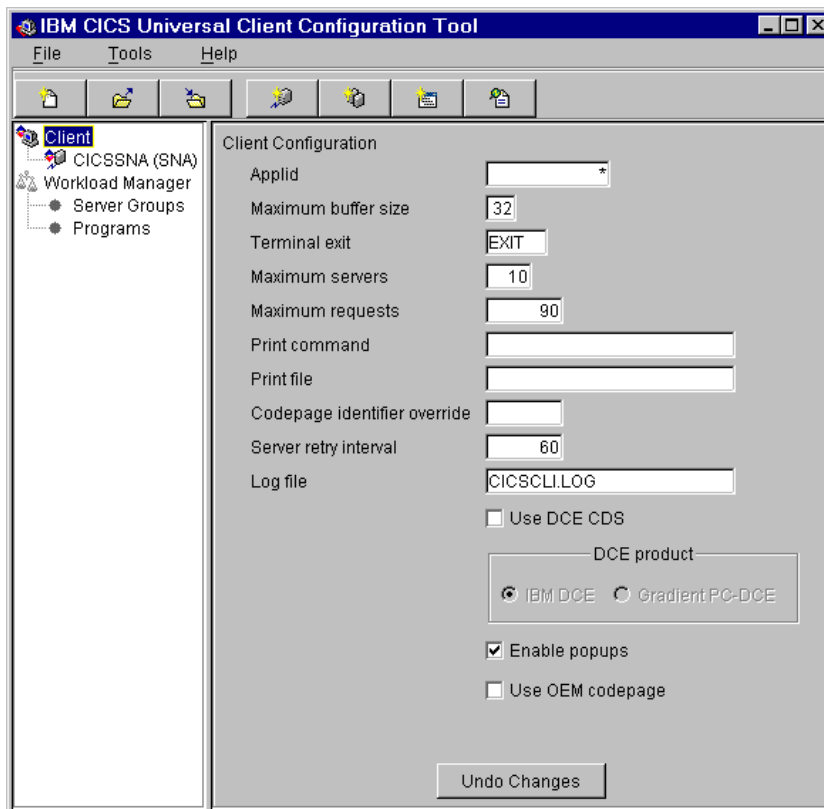 IBM CICS Universal Client Configuration Tool
File Tools Help
Client
CICSSNA (SNA)
Workload Manager
Server Groups
Programs
Client Configuration
Applid *
Maximum buffer size 32
Terminal exit EXIT
Maximum servers 10
Maximum requests 90
Print command
Print file
Codepage identifier override
Server retry interval 60
Log file CICSCLI.LOG
Use DCE CDS
DCE product
IBM DCE Gradient PC-DCE
Enable popups
Use OEM codepage
Undo Changes